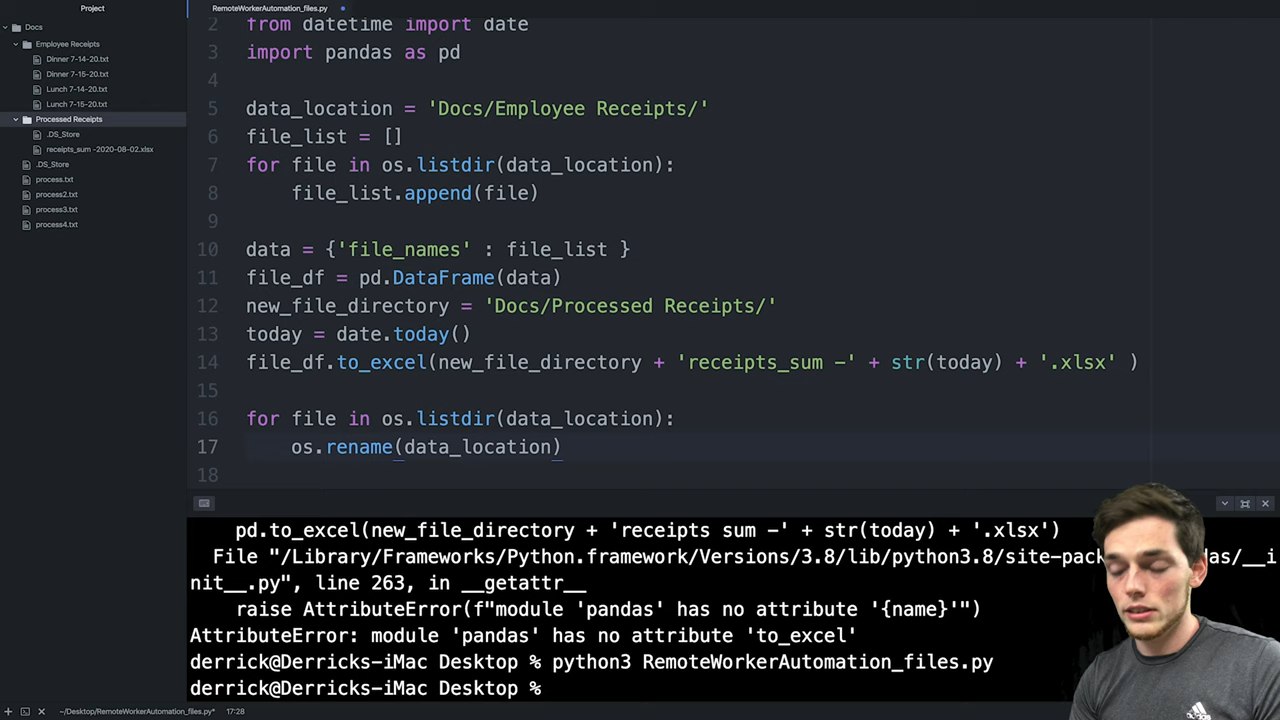 Project
RemoteWorkerAutomation_files.py
Docs
Employee Receipts
Dinner 7-14-20.txt
Dinner 7-15-20.txt
Lunch 7-14-20.txt
Lunch 7-15-20.txt
Processed Receipts
.DS_Store
receipts_sum -2020-08-02.xlsx
.DS_Store
process.txt
process2.txt
process3.txt
process4.txt
2 from datetime import date
3 import pandas as pd
4
5 data_location = 'Docs/Employee Receipts/'
6 file_list = []
7 for file in os.listdir(data_location):
8     file_list.append(file)
9
10 data = {'file_names' : file_list }
11 file_df = pd.DataFrame(data)
12 new_file_directory = 'Docs/Processed Receipts/'
13 today = date.today()
14 file_df.to_excel(new_file_directory + 'receipts_sum -' + str(today) + '.xlsx' )
15
16 for file in os.listdir(data_location):
17     os.rename(data_location)
18
pd.to_excel(new_file_directory + 'receipts sum -' + str(today) + '.xlsx')
File "/Library/Frameworks/Python.framework/Versions/3.8/lib/python3.8/site-pack as/__i
nit__.py", line 263, in __getattr__
raise AttributeError(f"module 'pandas' has no attribute '{name}'")
AttributeError: module 'pandas' has no attribute 'to_excel'
derrick@Derricks-iMac Desktop % python3 RemoteWorkerAutomation_files.py
derrick@Derricks-iMac Desktop %
~/Desktop/RemoteWorkerAutomation_files.py* 17:28